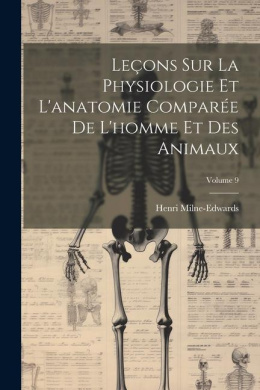 Leçons Sur La
Physiologie Et
L'anatomie Comparée
De L'homme Et Des
Animaux
Volume 9
Henri Milne-Edwards